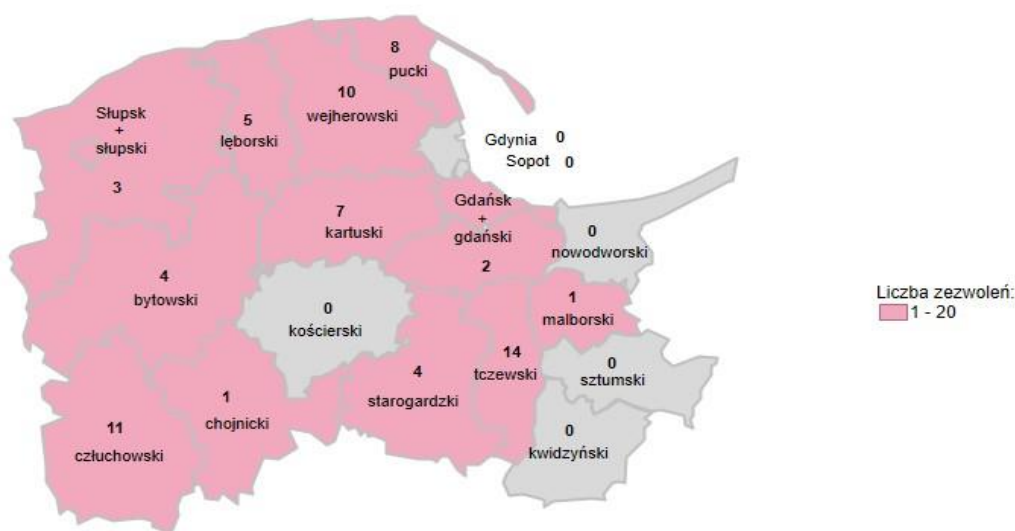 8
pucki
10
wejherowski
5
lęborski
Słupsk
+
słupski
3
Gdynia 0
Sopot 0
7
kartuski
Gdańsk
+
gdański
2
0
nowodworski
4
bytowski
0
kościerski
1
malborski
Liczba zezwoleń:
1 - 20
14
tczewski
4
starogardzki
0
sztumski
1
chojnicki
11
człuchowski
0
kwidzyński